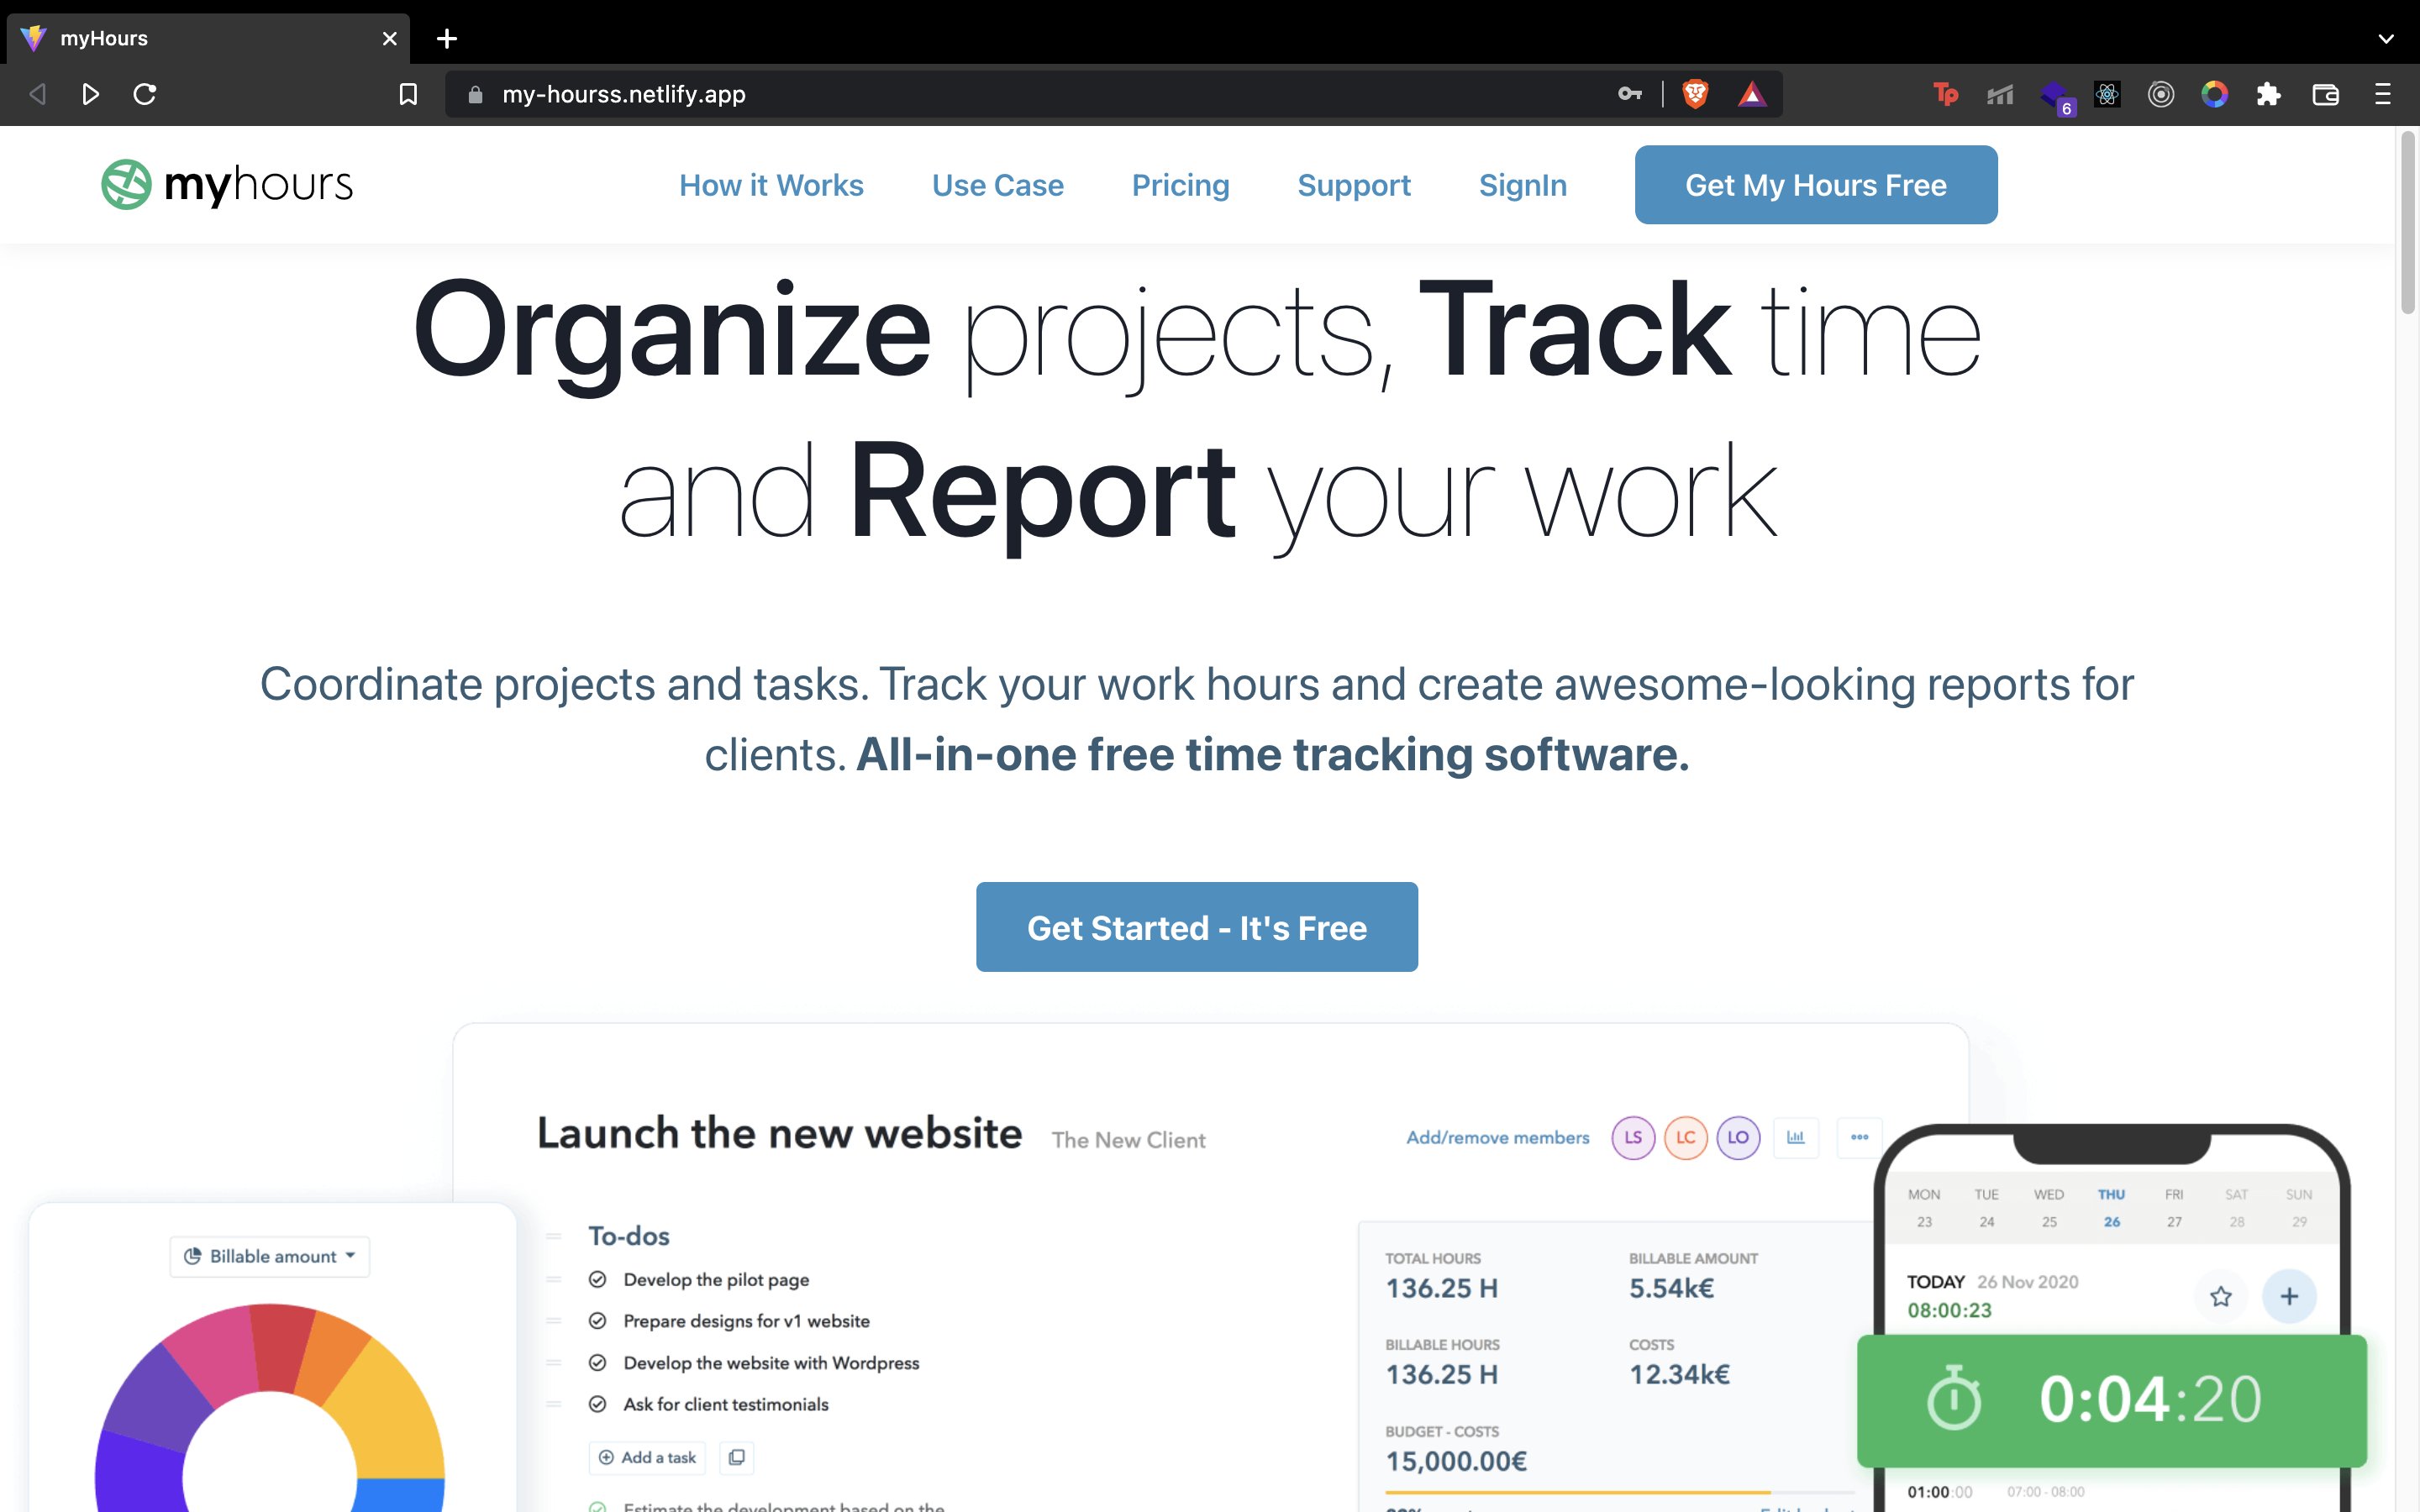 myHours
my-hourss.netlify.app
Tp
6
myhours
How it Works
Use Case
Pricing
Support
SignIn
Get My Hours Free
Organize projects, Track time
and Report your work
Coordinate projects and tasks. Track your work hours and create awesome-looking reports for
clients. All-in-one free time tracking software.
Get Started - It's Free
Launch the new website The New Client
Add/remove members
LS
LC
LO
Billable amount
To-dos
Develop the pilot page
Prepare designs for v1 website
Develop the website with Wordpress
Ask for client testimonials
Add a task
Estimate the development based on the
TOTAL HOURS
136.25 H
BILLABLE AMOUNT
5.54k€
BILLABLE HOURS
136.25 H
COSTS
12.34k€
BUDGET - COSTS
15,000.00€
MON TUE WED THU FRI SAT SUN
23 24 25 26 27 28 29
TODAY 26 Nov 2020
08:00:23
0:04:20
01:00:00 07:00 - 08:00